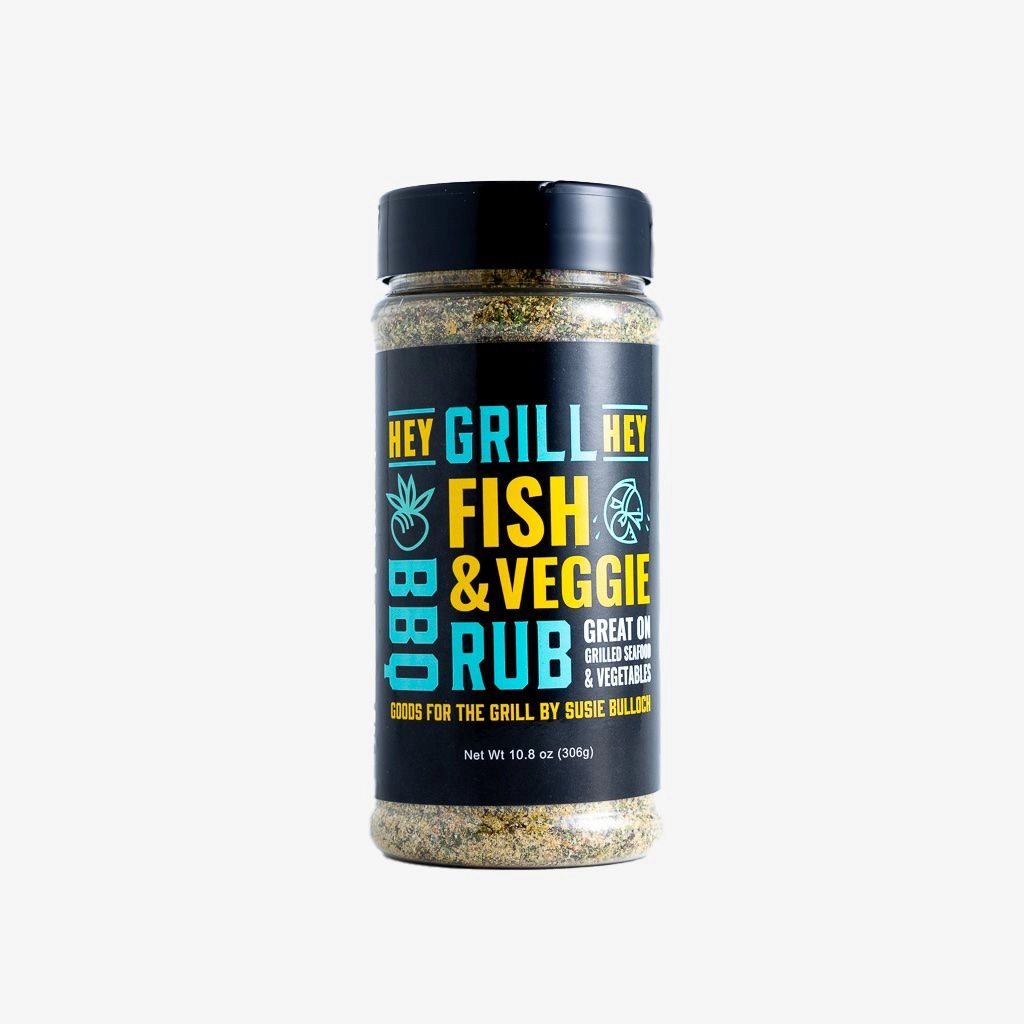 HEY GRILL HEY
FISH
& VEGGIE
BBQ
RUB
GREAT ON
GRILLED SEAFOOD
& VEGETABLES
GOODS FOR THE GRILL BY SUSIE BULLOCH
Net Wt 10.8 oz (306g)